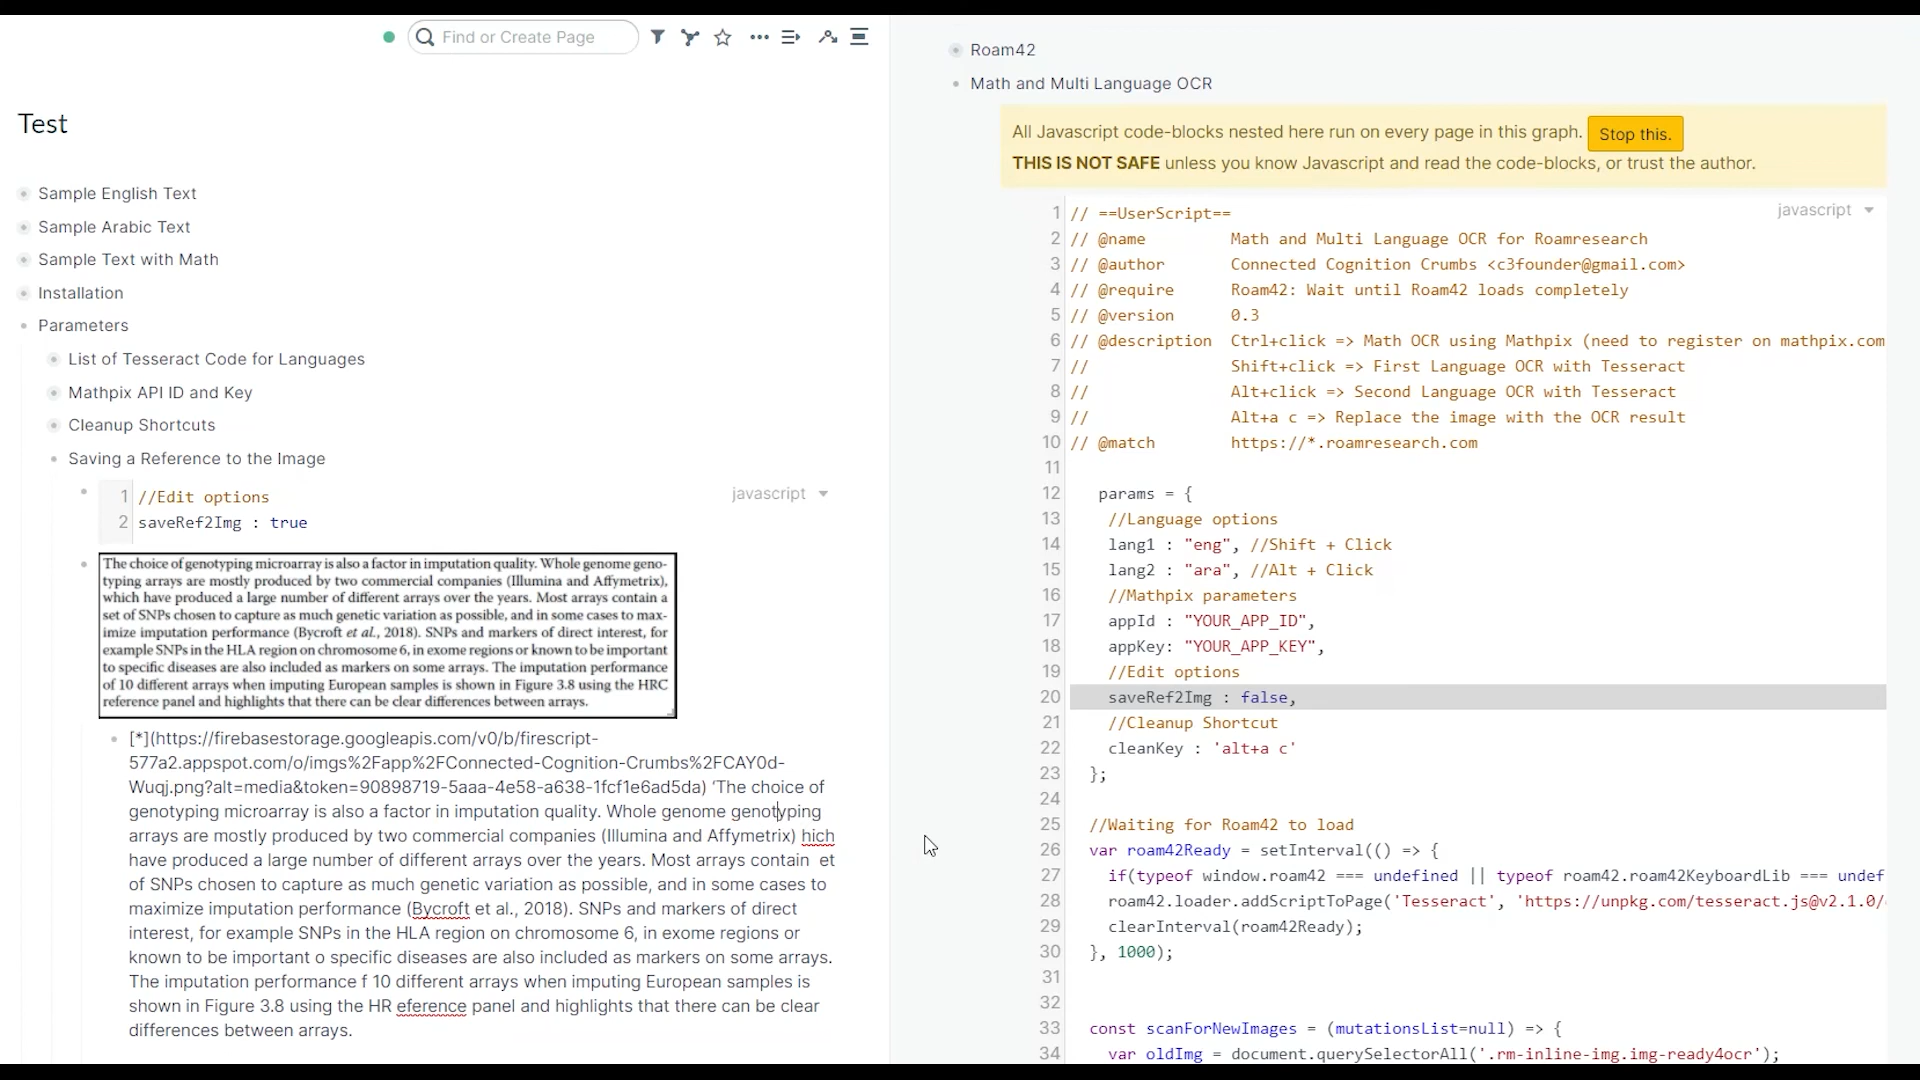 Find or Create Page
Test
Sample English Text
Sample Arabic Text
Sample Text with Math
Installation
Parameters
List of Tesseract Code for Languages
Mathpix API ID and Key
Cleanup Shortcuts
Saving a Reference to the Image
javascript
1 //Edit options
2 saveRef2Img : true
The choice of genotyping microarray is also a factor in imputation quality. Whole genome geno-
typing arrays are mostly produced by two commercial companies (Illumina and Affymetrix),
which have produced a large number of different arrays over the years. Most arrays contain a
set of SNPs chosen to capture as much genetic variation as possible, and in some cases to max-
imize imputation performance (Bycroft et al., 2018). SNPs and markers of direct interest, for
example SNPs in the HLA region on chromosome 6, in exome regions or known to be important
to specific diseases are also included as markers on some arrays. The imputation performance
of 10 different arrays when imputing European samples is shown in Figure 3.8 using the HRC
reference panel and highlights that there can be clear differences between arrays.
[*](https://firebasestorage.googleapis.com/v0/b/firescript-
577a2.appspot.com/o/imgs%2Fapp%2FConnected-Cognition-Crumbs%2FCAY0d-
Wuqj.png?alt=media&token=90898719-5aaa-4e58-a638-1fcf1e6ad5da) 'The choice of
genotyping microarray is also a factor in imputation quality. Whole genome genotyping
arrays are mostly produced by two commercial companies (Illumina and Affymetrix) hich
have produced a large number of different arrays over the years. Most arrays contain  et
of SNPs chosen to capture as much genetic variation as possible, and in some cases to
maximize imputation performance (Bycroft et al., 2018). SNPs and markers of direct
interest, for example SNPs in the HLA region on chromosome 6, in exome regions or
known to be important o specific diseases are also included as markers on some arrays.
The imputation performance f 10 different arrays when imputing European samples is
shown in Figure 3.8 using the HR eference panel and highlights that there can be clear
differences between arrays.
Roam42
Math and Multi Language OCR
All Javascript code-blocks nested here run on every page in this graph. Stop this.
THIS IS NOT SAFE unless you know Javascript and read the code-blocks, or trust the author.
javascript
1 // ==UserScript==
2 // @name Math and Multi Language OCR for Roamresearch
3 // @author Connected Cognition Crumbs <c3founder@gmail.com>
4 // @require Roam42: Wait until Roam42 loads completely
5 // @version 0.3
6 // @description Ctrl+click => Math OCR using Mathpix (need to register on mathpix.com
7 // Shift+click => First Language OCR with Tesseract
8 // Alt+click => Second Language OCR with Tesseract
9 // Alt+a c => Replace the image with the OCR result
10 // @match https://*.roamresearch.com
11
12 params = {
13 //Language options
14 lang1 : "eng", //Shift + Click
15 lang2 : "ara", //Alt + Click
16 //Mathpix parameters
17 appId : "YOUR_APP_ID",
18 appKey: "YOUR_APP_KEY",
19 //Edit options
20 saveRef2Img : false,
21 //Cleanup Shortcut
22 cleanKey : 'alt+a c'
23 };
24
25 //Waiting for Roam42 to load
26 var roam42Ready = setInterval(() => {
27 if(typeof window.roam42 === undefined || typeof roam42.roam42KeyboardLib === undef
28 roam42.loader.addScriptToPage('Tesseract', 'https://unpkg.com/tesseract.js@v2.1.0/
29 clearInterval(roam42Ready);
30 }, 1000);
31
32
33 const scanForNewImages = (mutationsList=null) => {
34 var oldImg = document.querySelectorAll('.rm-inline-img.img-ready4ocr');